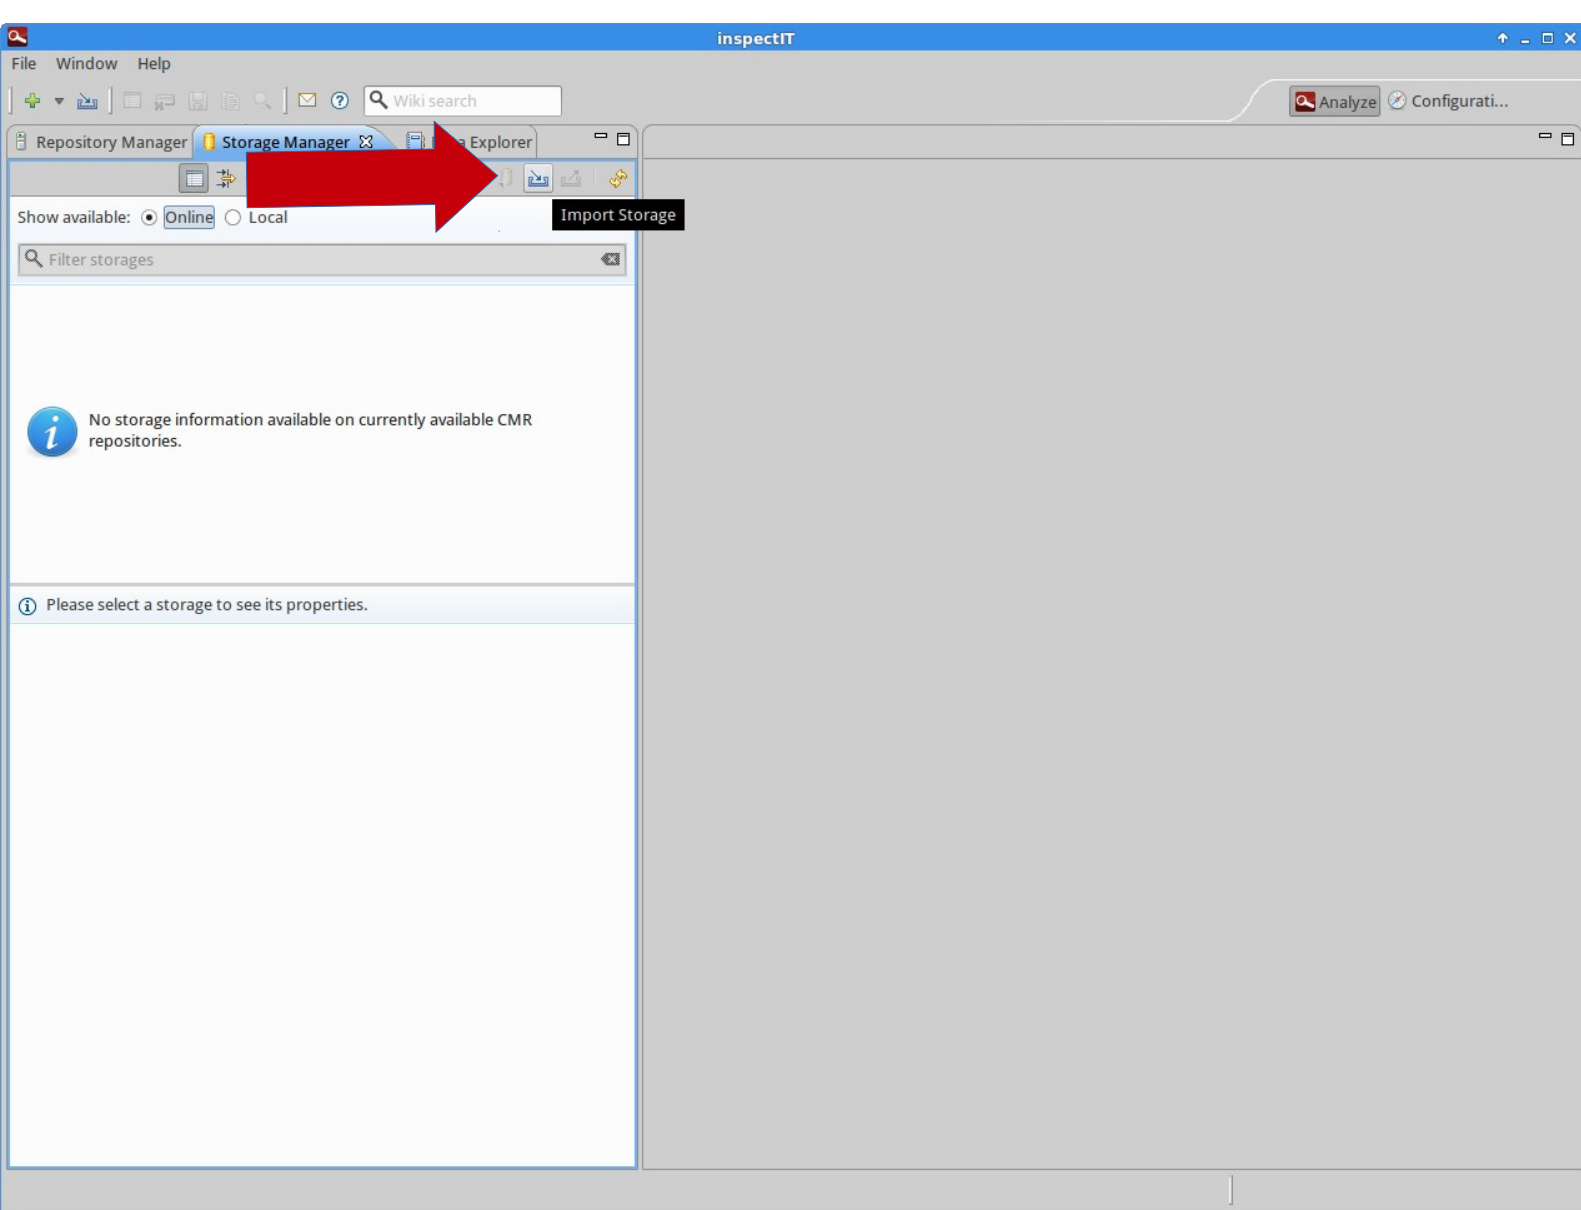 inspectIT
File Window Help
Wiki search
Analyze Configurati...
Repository Manager Storage Manager Explorer
Show available: Online Local
Import Storage
Filter storages
No storage information available on currently available CMR
repositories.
Please select a storage to see its properties.